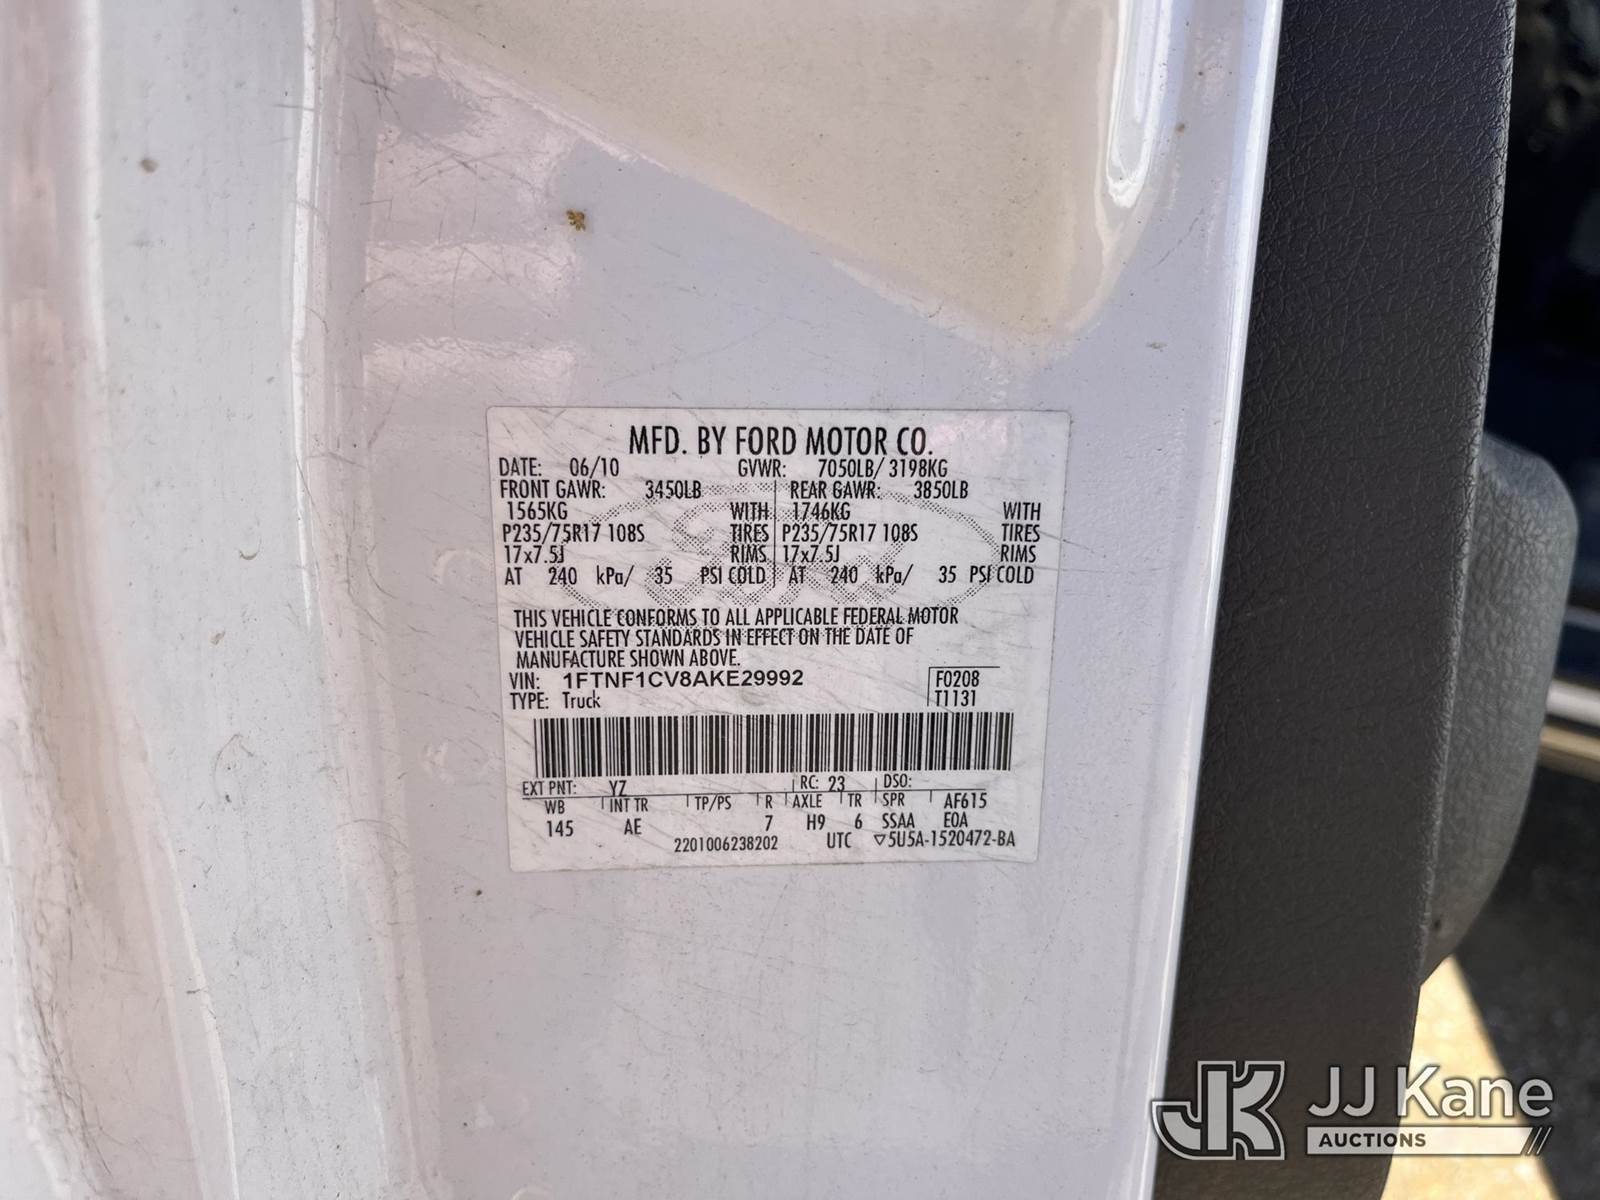 MFD. BY FORD MOTOR CO.
DATE: 06/10 GVWR: 7050LB/ 3198KG
FRONT GAWR: 3450LB REAR GAWR: 3850LB
1565KG WITH 1746KG WITH
P235/75R17 108S TIRES P235/75R17 108S TIRES
17x7.5J RIMS 17x7.5J RIMS
AT 240 kPa/ 35 PSI COLD AT 240 kPa/ 35 PSI COLD
THIS VEHICLE CONFORMS TO ALL APPLICABLE FEDERAL MOTOR
VEHICLE SAFETY STANDARDS IN EFFECT ON THE DATE OF
MANUFACTURE SHOWN ABOVE.
VIN: 1FTNF1CV8AKE29992 F0208
TYPE: Truck T1131
EXT PNT: YZ RC: 23 DSO:
WB INT TR TP/PS R AXLE TR SPR AF615
145 AE 7 H9 6 SSAA E0A
2201006238202 UTC ▽5U5A-1520472-BA
JK JJ Kane
AUCTIONS